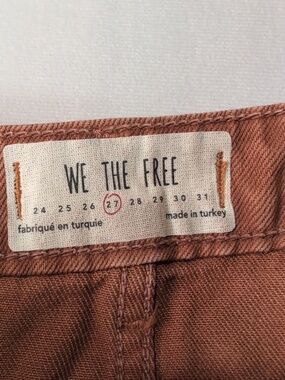 WE THE FREE
24 25 26 27 28 29 30 31
fabriqué en turquie made in turkey